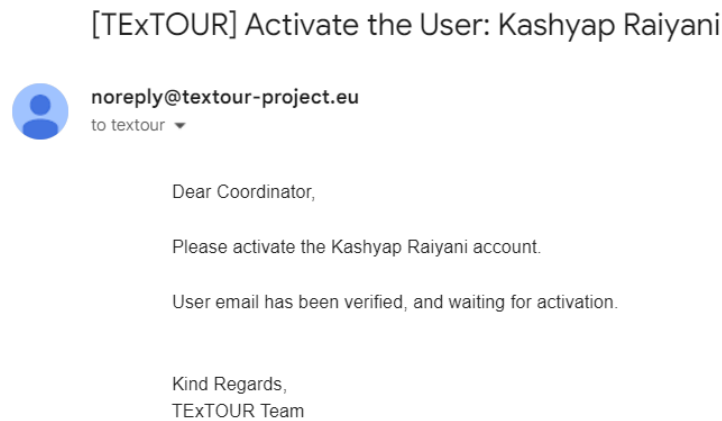 [TExTOUR] Activate the User: Kashyap Raiyani
noreply@textour-project.eu
to textour
Dear Coordinator,
Please activate the Kashyap Raiyani account.
User email has been verified, and waiting for activation.
Kind Regards,
TExTOUR Team